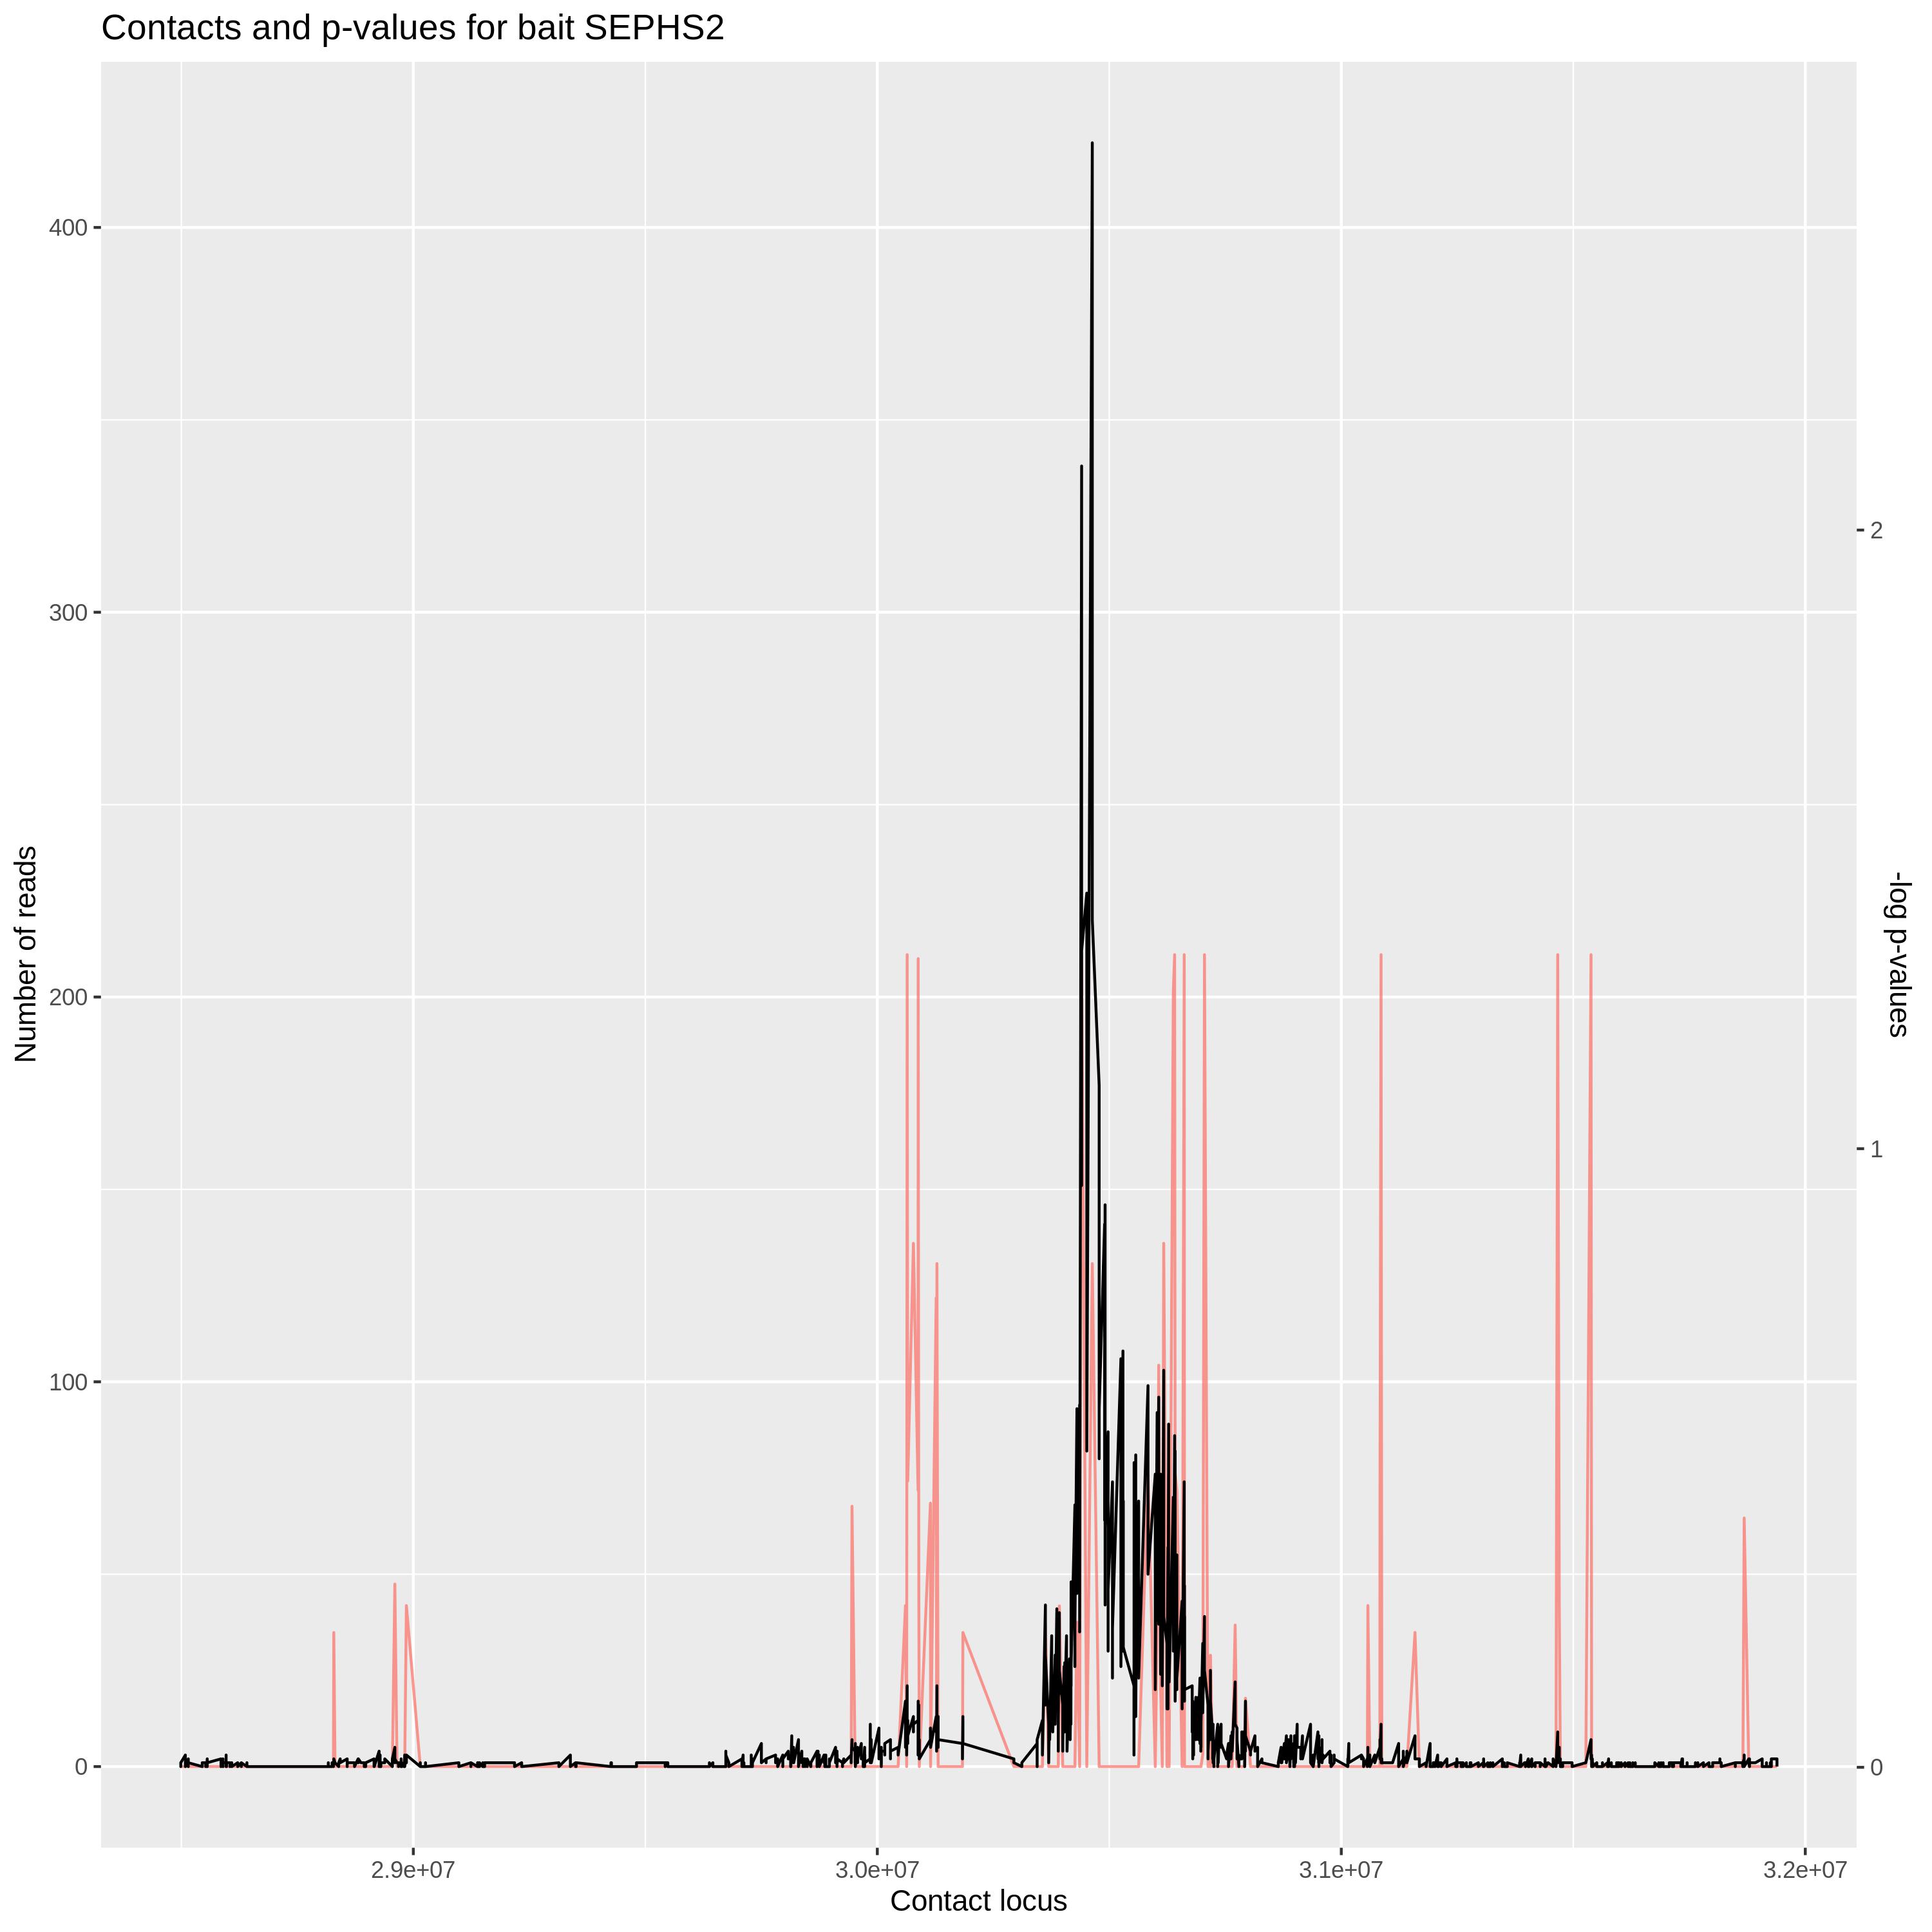 Contacts and p-values for bait SEPHS2
400
300
200
100
0
Number of reads
2
1
0
-log p-values
2.9e+07
3.0e+07
3.1e+07
3.2e+07
Contact locus